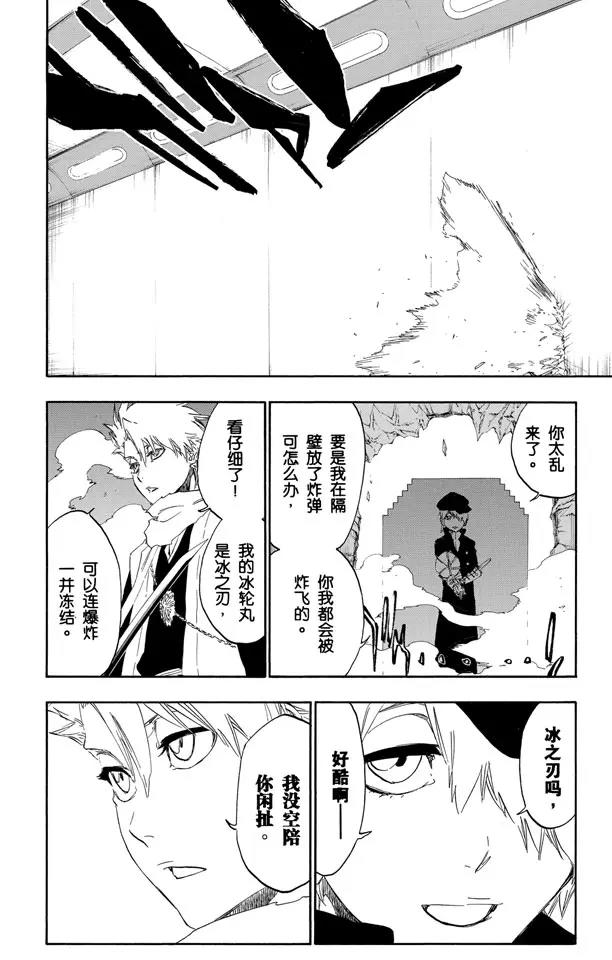 你太乱
来了。
要是我在隔
壁放了炸弹
可怎么办，
你我都会被
炸飞的。
看仔细了！
我的冰轮丸
是冰之刃，
可以连爆炸
一并冻结。
冰之刃吗，
好酷啊——
我没空陪
你闲扯。